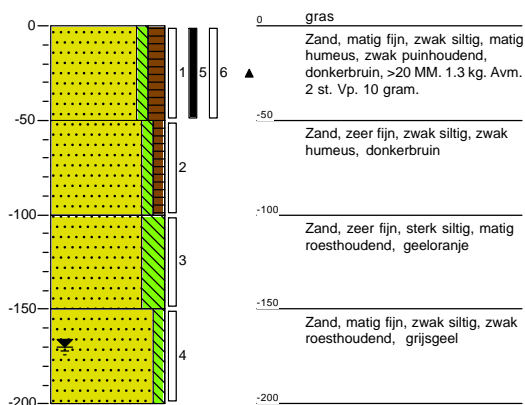 0
-50
-100
-150
-200
1 5 6
2
3
4
0 gras
Zand, matig fijn, zwak siltig, matig
humeus, zwak puinhoudend,
donkerbruin, >20 MM. 1.3 kg. Avm.
2 st. Vp. 10 gram.
-50
Zand, zeer fijn, zwak siltig, zwak
humeus, donkerbruin
-100
Zand, zeer fijn, sterk siltig, matig
roesthoudend, geeloranje
-150
Zand, matig fijn, zwak siltig, zwak
roesthoudend, grijsgeel
-200